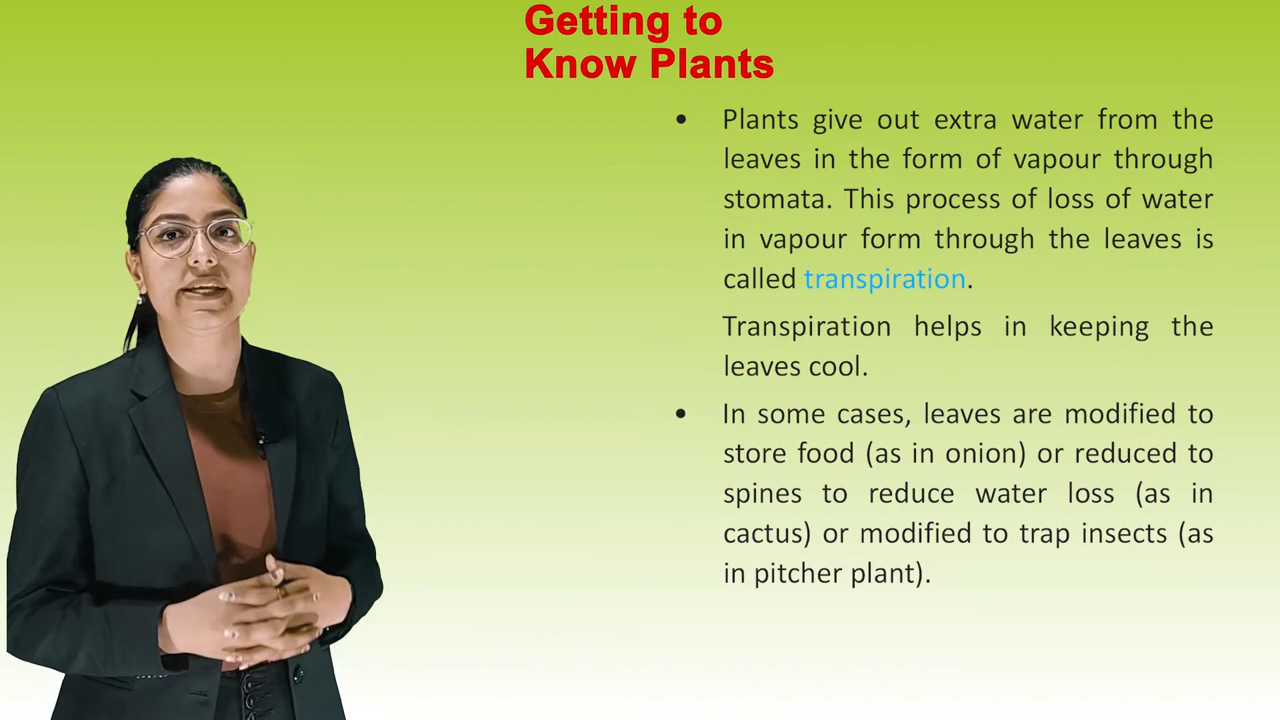 Getting to
Know Plants
• Plants give out extra water from the
leaves in the form of vapour through
stomata. This process of loss of water
in vapour form through the leaves is
called transpiration.
Transpiration helps in keeping the
leaves cool.
• In some cases, leaves are modified to
store food (as in onion) or reduced to
spines to reduce water loss (as in
cactus) or modified to trap insects (as
in pitcher plant).